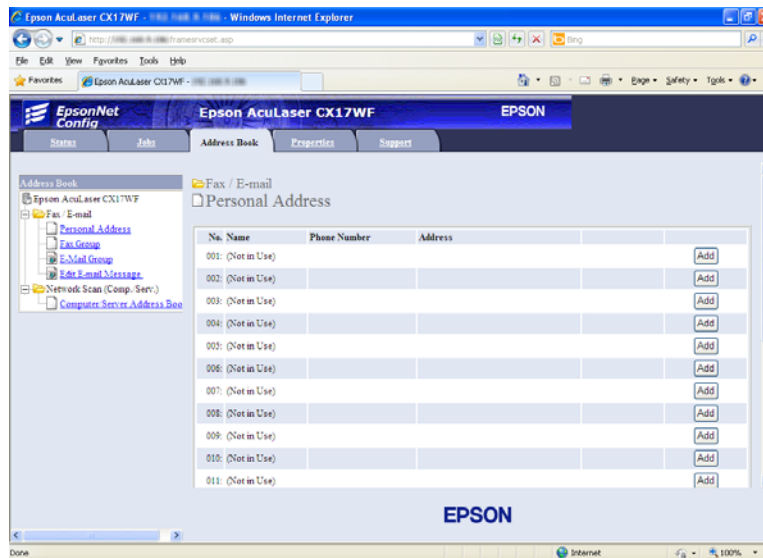 Epson AcuLaser CX17WF - - Windows Internet Explorer
http:// framesrvcset.asp
Bing
File Edit View Favorites Tools Help
Favorites Epson AcuLaser CX17WF - Page Safety Tools
EpsonNet Config Epson AcuLaser CX17WF EPSON
Status Jobs Address Book Properties Support
Address Book
Epson AcuLaser CX17WF
Fax / E-mail
Personal Address
Fax Group
E-Mail Group
Edit E-mail Message
Network Scan (Comp. Serv.)
Computer Server Address Boo
Fax / E-mail
Personal Address
No. Name Phone Number Address
001: (Not in Use) Add
002: (Not in Use) Add
003: (Not in Use) Add
004: (Not in Use) Add
005: (Not in Use) Add
006: (Not in Use) Add
007: (Not in Use) Add
008: (Not in Use) Add
009: (Not in Use) Add
010: (Not in Use) Add
011: (Not in Use) Add
EPSON
Done Internet 100%